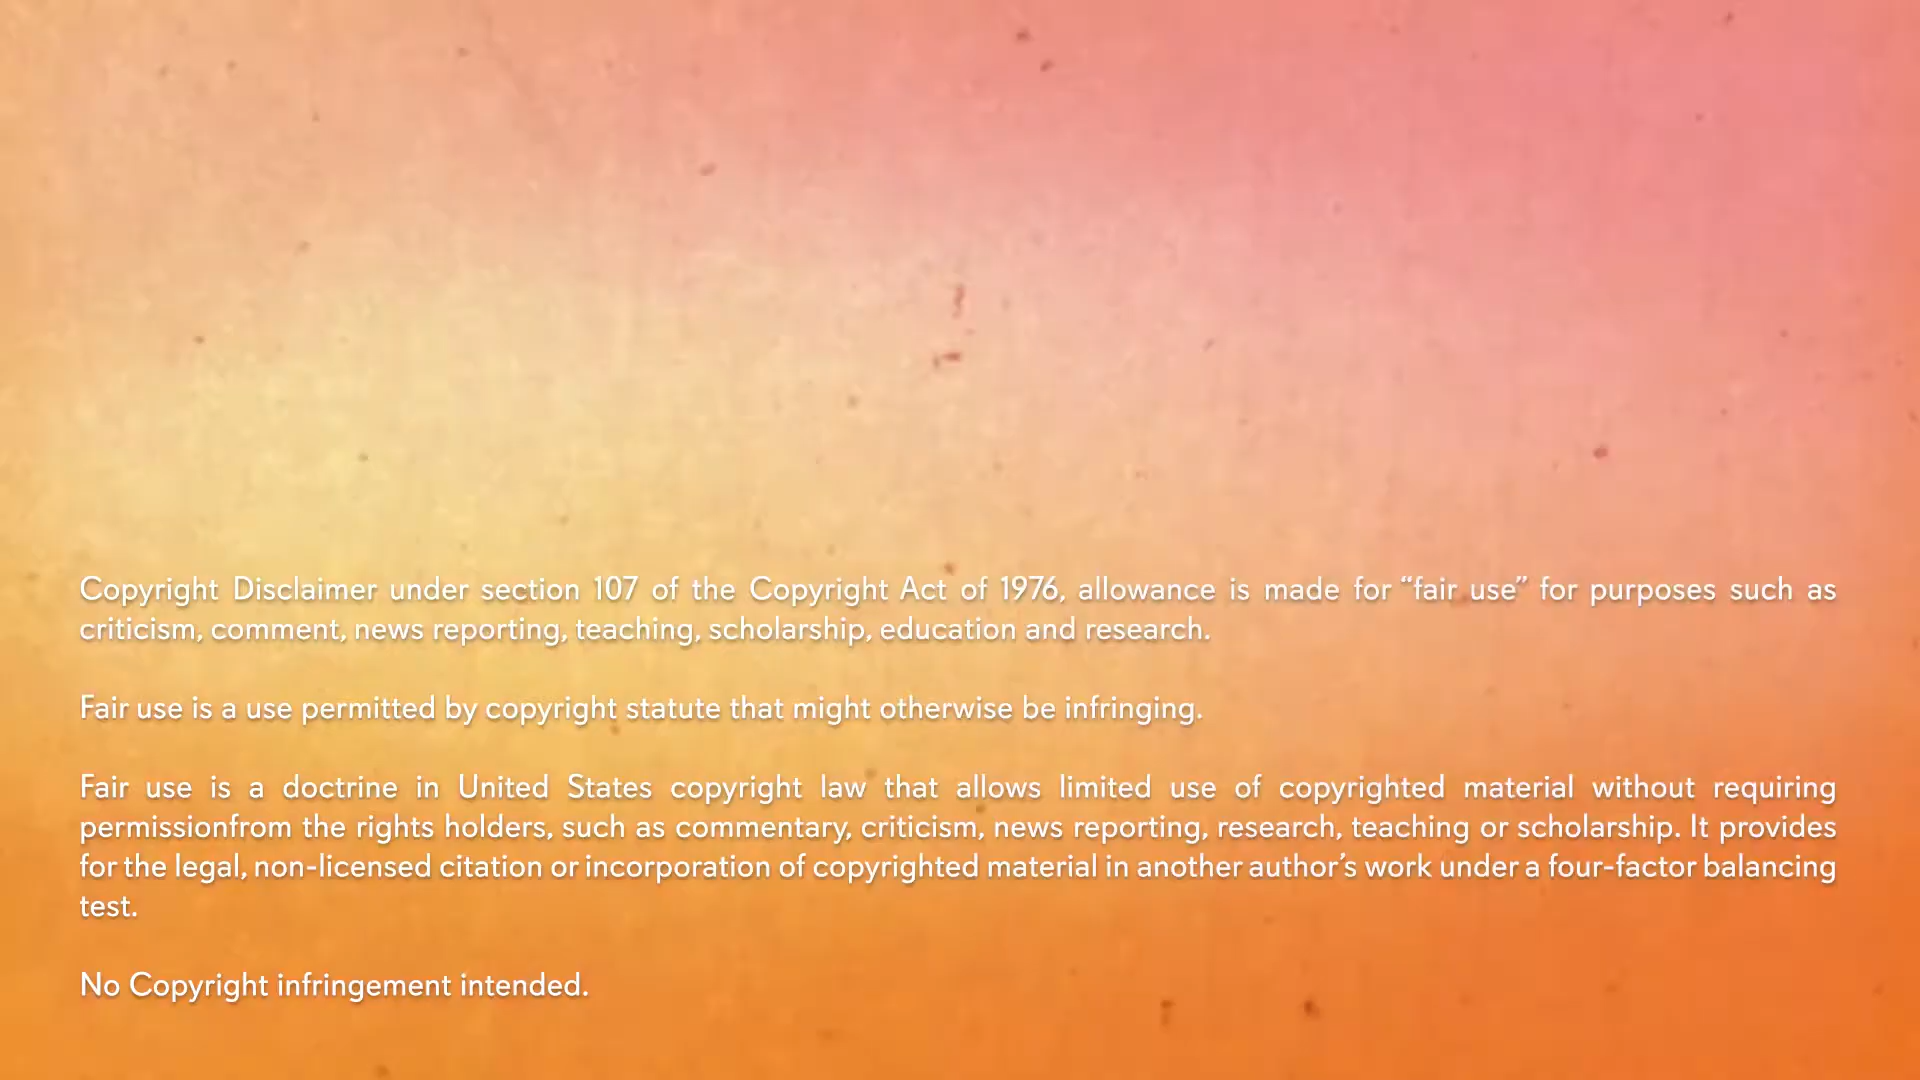 Copyright Disclaimer under section 107 of the Copyright Act of 1976, allowance is made for “fair use” for purposes such as
criticism, comment, news reporting, teaching, scholarship, education and research.
Fair use is a use permitted by copyright statute that might otherwise be infringing.
Fair use is a doctrine in United States copyright law that allows limited use of copyrighted material without requiring
permissionfrom the rights holders, such as commentary, criticism, news reporting, research, teaching or scholarship. It provides
for the legal, non-licensed citation or incorporation of copyrighted material in another author’s work under a four-factor balancing
test.
No Copyright infringement intended.